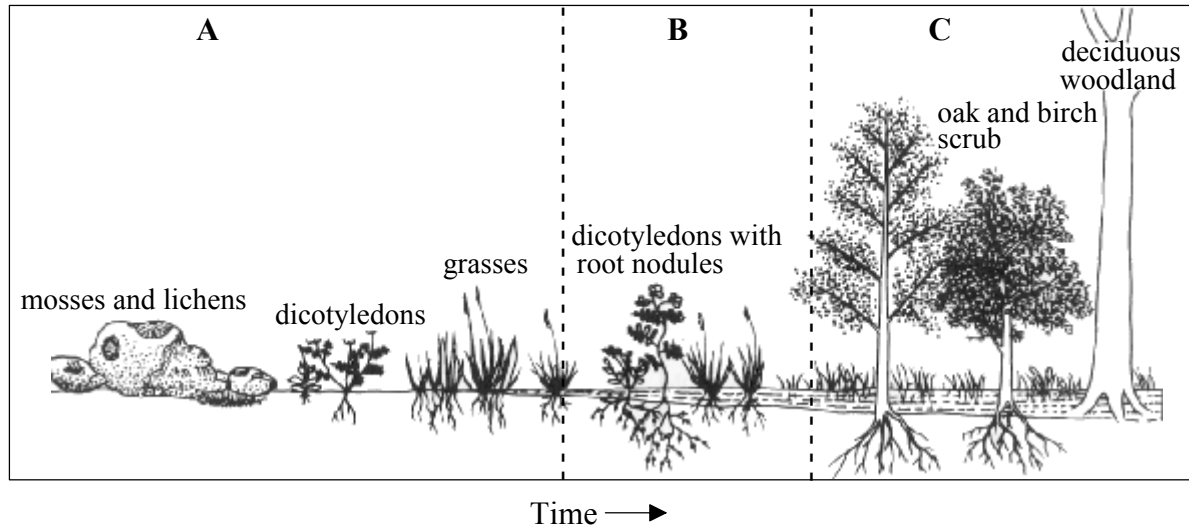 A
B
C
deciduous
woodland
oak and birch
scrub
dicotyledons with
root nodules
grasses
mosses and lichens
dicotyledons
Time